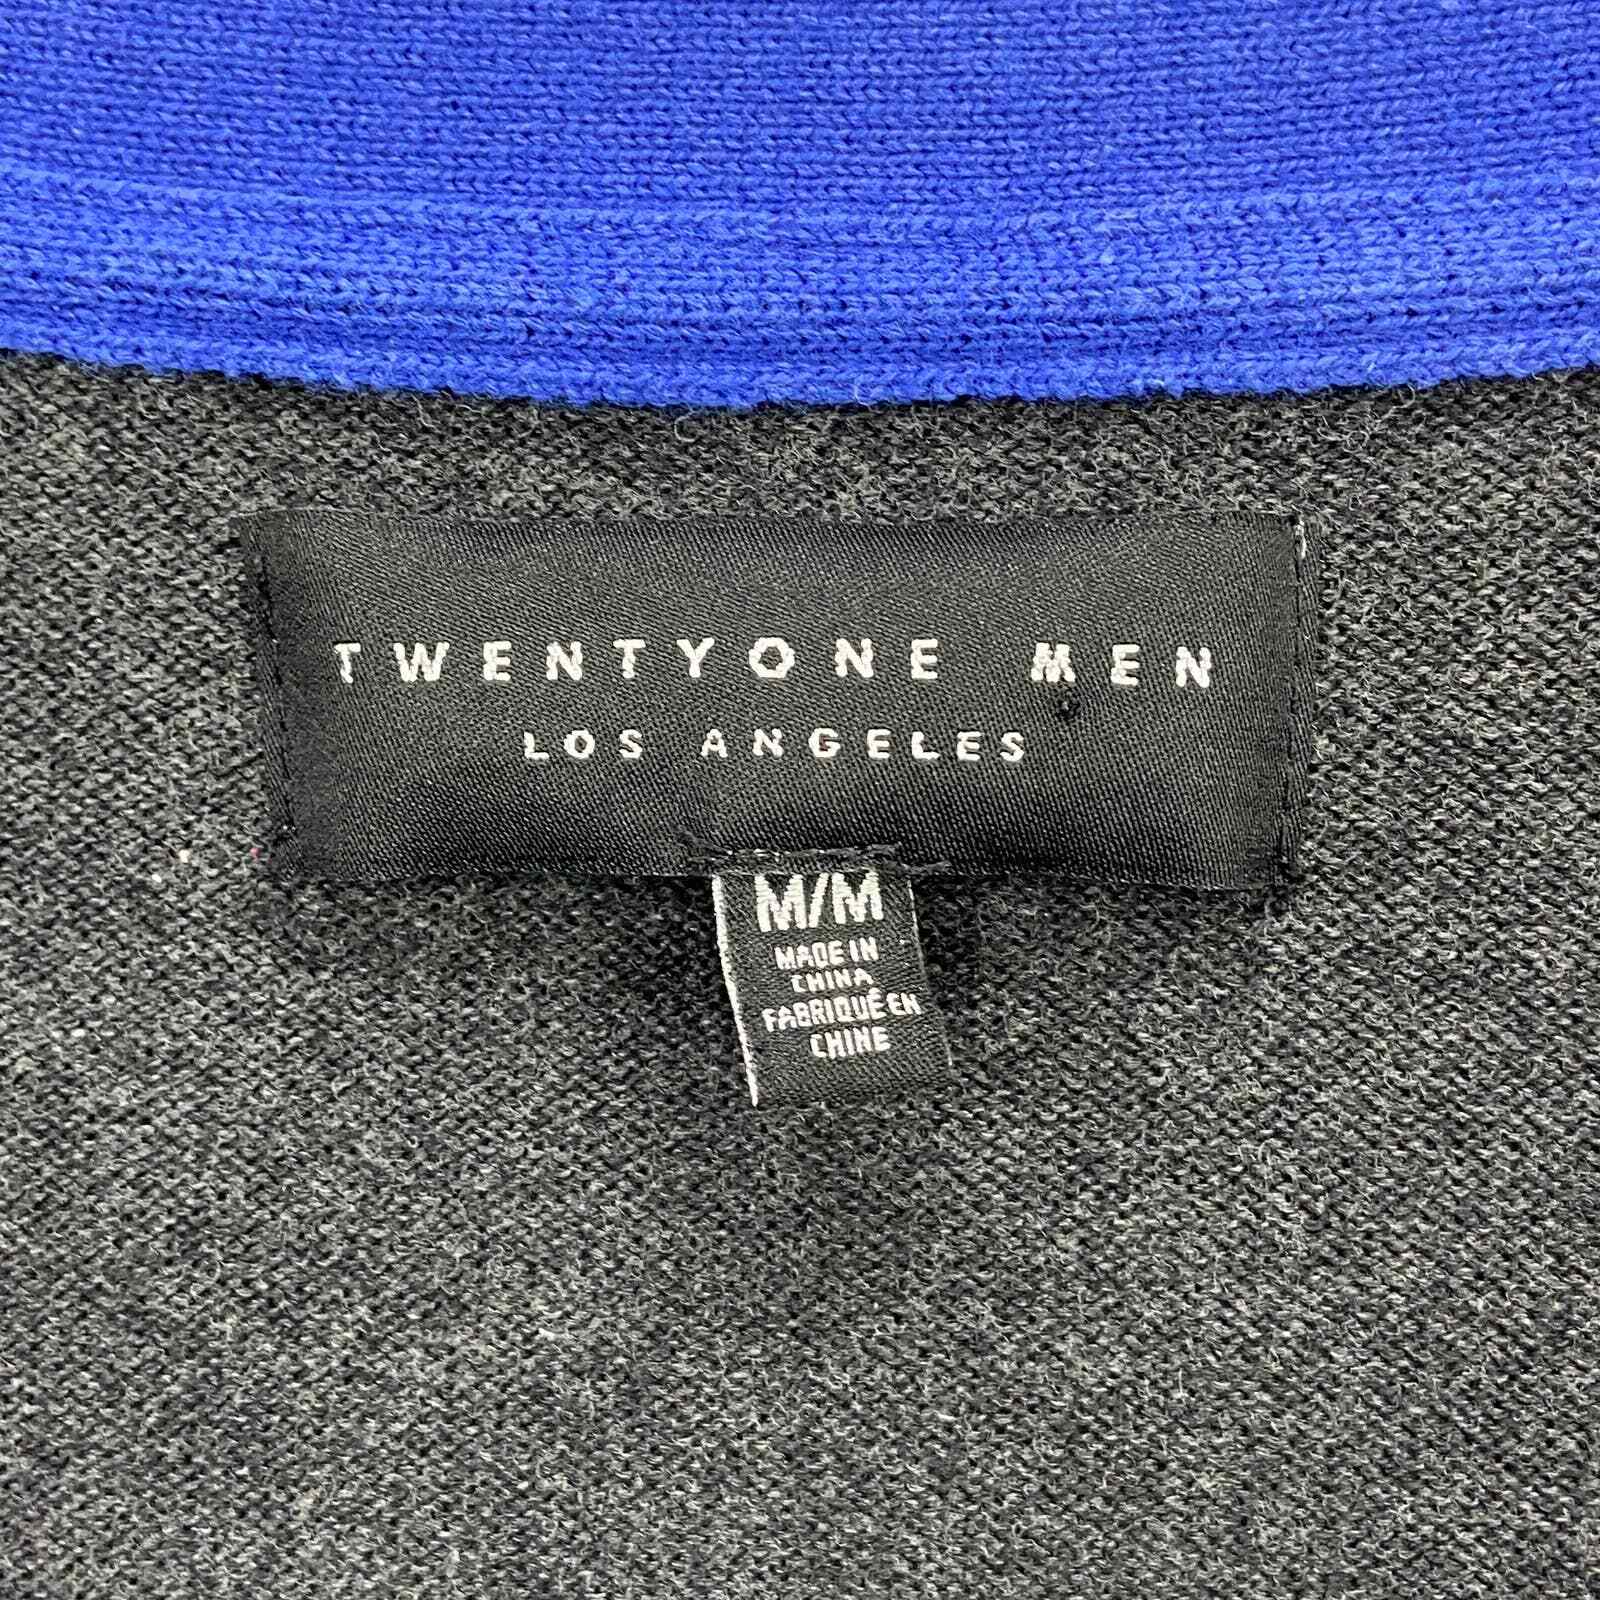 TWENTYONE MEN
LOS ANGELES
M/M
MADE IN
CHINA
FABRIQUÉ EN
CHINE